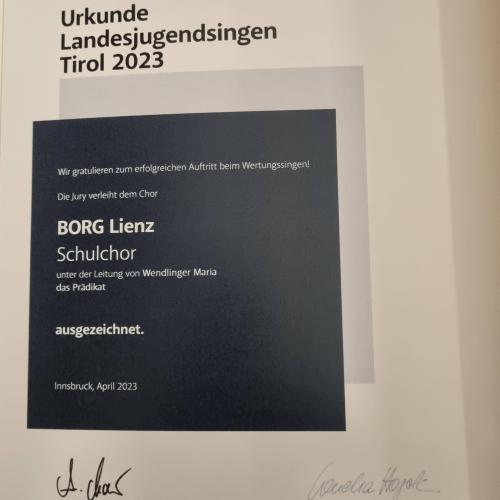 Urkunde
Landesjugendsingen
Tirol 2023
Wir gratulieren zum erfolgreichen Auftritt beim Wertungssingen!
Die Jury verleiht dem Chor
BORG Lienz
Schulchor
unter der Leitung von Wendlinger Maria
das Prädikat
ausgezeichnet.
Innsbruck, April 2023